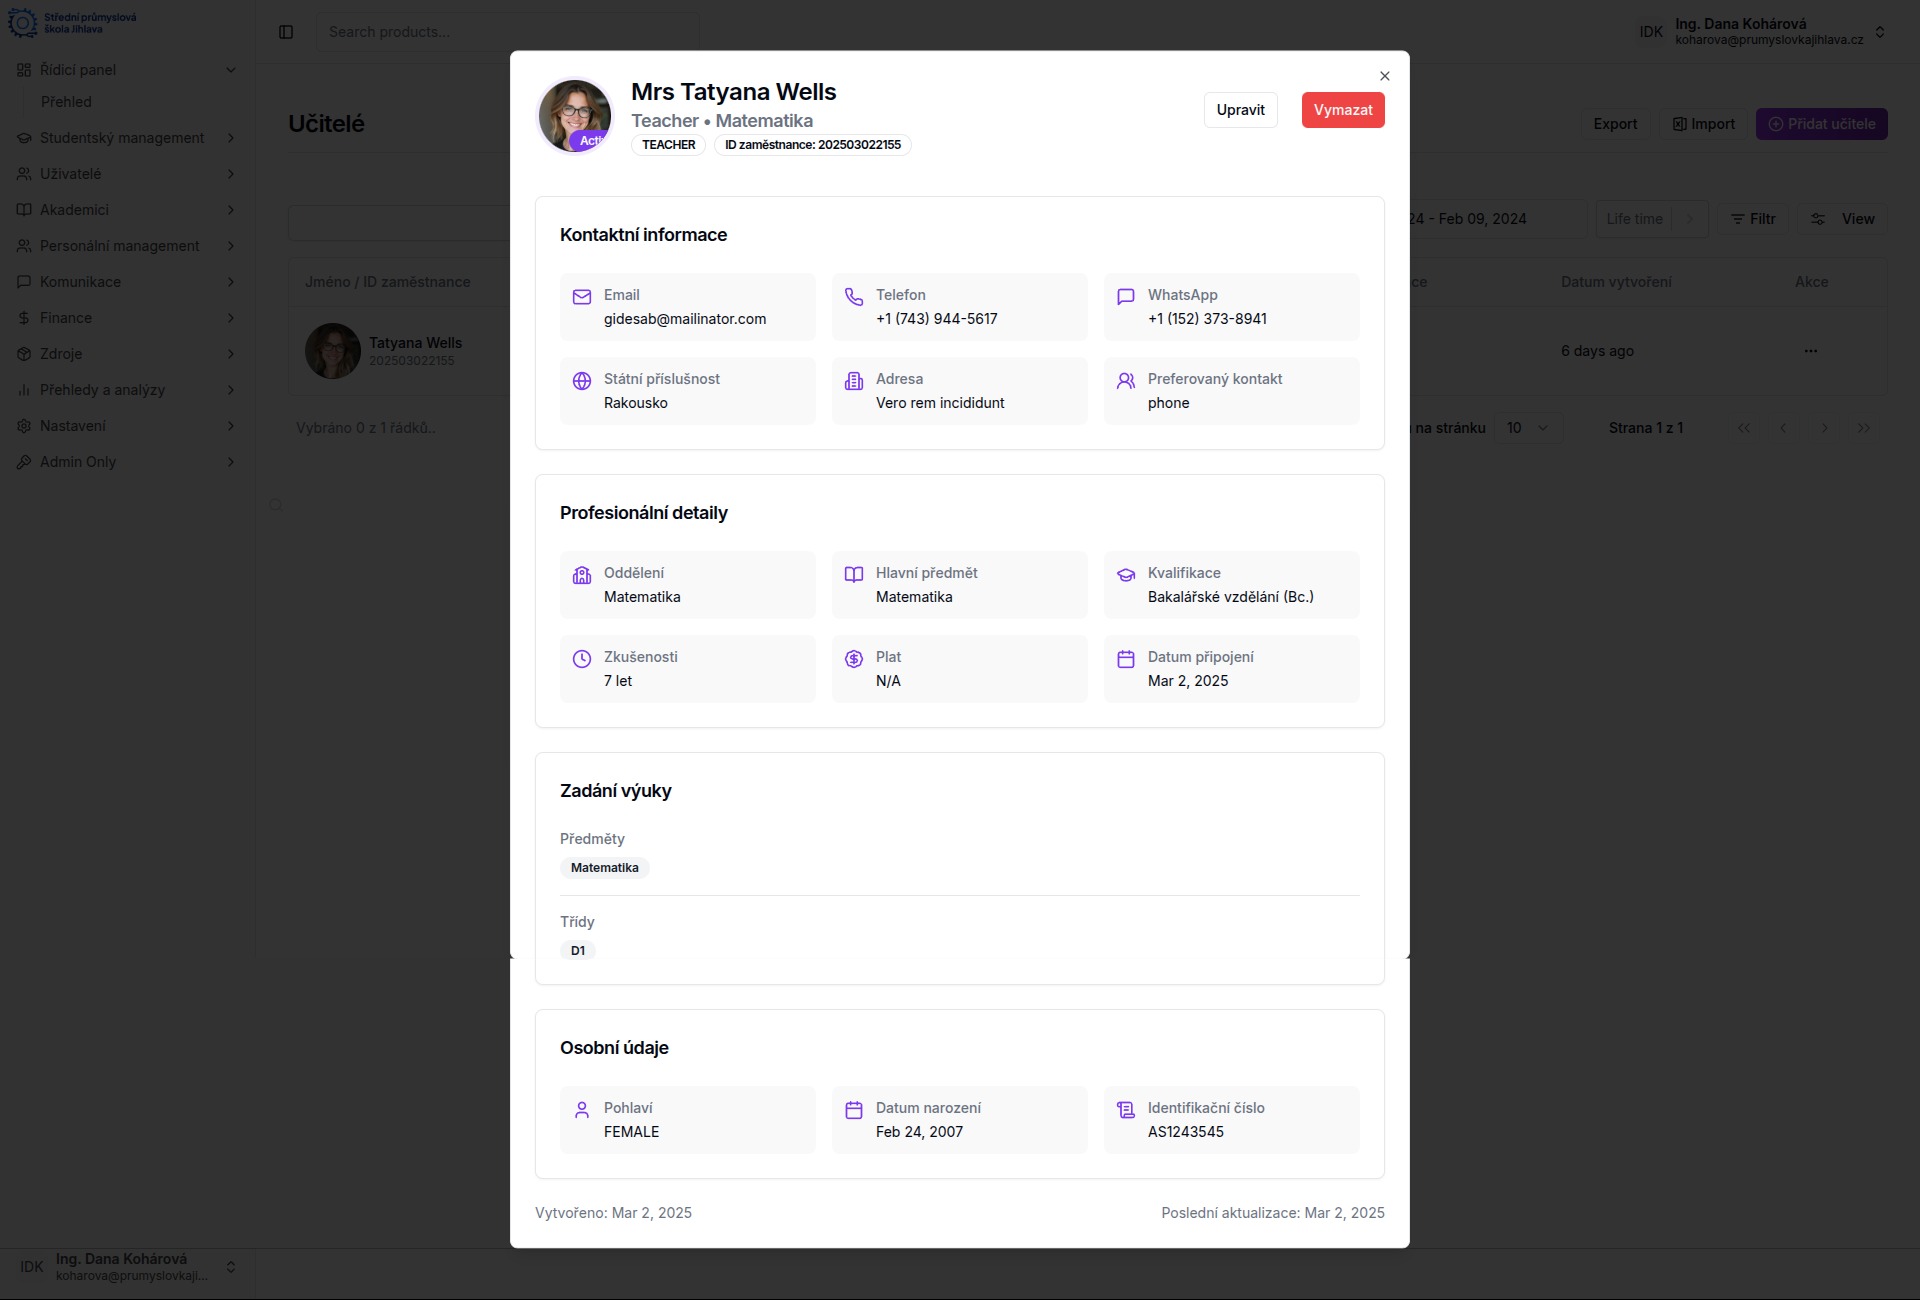 Střední průmyslová
škola Jihlava
Search products...
IDK
Ing. Dana Kohárová
koharova@prumyslovkajihlava.cz
Řídicí panel
Přehled
Studentský management
Uživatelé
Akademici
Personální management
Komunikace
Finance
Zdroje
Přehledy a analýzy
Nastavení
Admin Only
Učitelé
Export
Import
Přidat učitele
24 - Feb 09, 2024
Life time
Filtr
View
Jméno / ID zaměstnance
ce
Datum vytvoření
Akce
Tatyana Wells
202503022155
6 days ago
Vybráno 0 z 1 řádků..
na stránku
10
Strana 1 z 1
Mrs Tatyana Wells
Teacher • Matematika
Acti
TEACHER
ID zaměstnance: 202503022155
Upravit
Vymazat
Kontaktní informace
Email
gidesab@mailinator.com
Telefon
+1 (743) 944-5617
WhatsApp
+1 (152) 373-8941
Státní příslušnost
Rakousko
Adresa
Vero rem incididunt
Preferovaný kontakt
phone
Profesionální detaily
Oddělení
Matematika
Hlavní předmět
Matematika
Kvalifikace
Bakalářské vzdělání (Bc.)
Zkušenosti
7 let
Plat
N/A
Datum připojení
Mar 2, 2025
Zadání výuky
Předměty
Matematika
Třídy
D1
Osobní údaje
Pohlaví
FEMALE
Datum narození
Feb 24, 2007
Identifikační číslo
AS1243545
Vytvořeno: Mar 2, 2025
Poslední aktualizace: Mar 2, 2025
IDK
Ing. Dana Kohárová
koharova@prumyslovkaji...